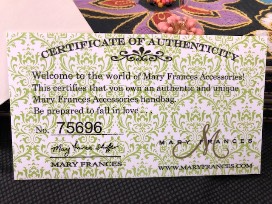 CERTIFICATE OF AUTHENTICITY
Welcome to the world of Mary Frances Accessories!
This certifies that you own an authentic and unique
Mary Frances Accessories handbag.
Be prepared to fall in love . . .
No. 75696
MARY FRANCES
MARY FRANCES
WWW.MARYFRANCES.COM